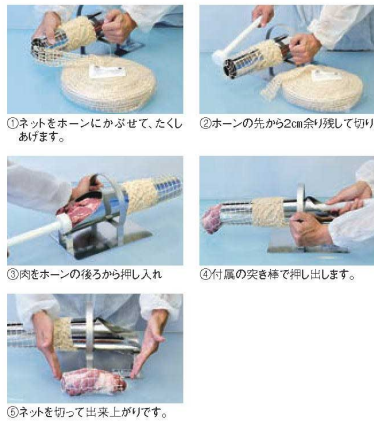 ①ネットをホーンにかぶせて、たくし
あげます。
②ホーンの先から2cm余り残して切り
③肉をホーンの後ろから押し入れ
④付属の突き棒で押し出します。
⑤ネットを切って出来上がりです。